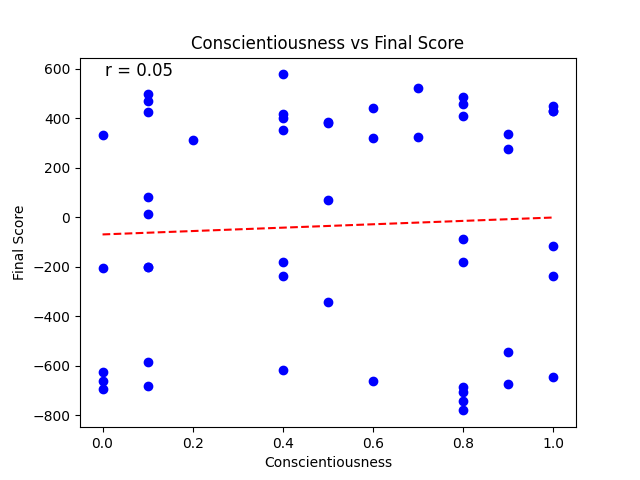 Conscientiousness vs Final Score
r = 0.05
600
400
200
0
−200
−400
−600
−800
Final Score
0.0 0.2 0.4 0.6 0.8 1.0
Conscientiousness